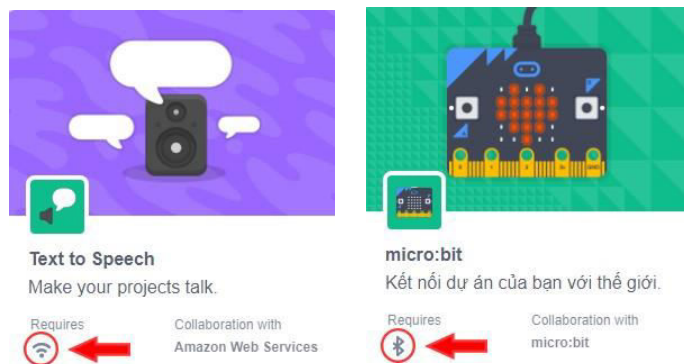 Text to Speech
Make your projects talk.
Requires
Collaboration with
Amazon Web Services
micro:bit
Kết nối dự án của bạn với thế giới.
Requires
Collaboration with
micro:bit